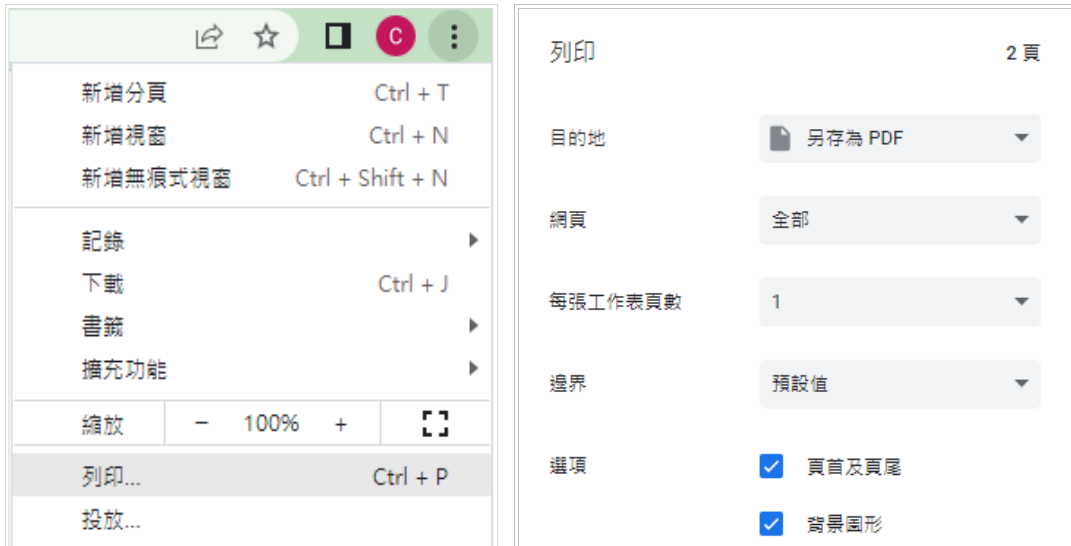 C
新增分頁 Ctrl + T
新增視窗 Ctrl + N
新增無痕式視窗 Ctrl + Shift + N
記錄
下載 Ctrl + J
書籤
擴充功能
縮放 − 100% +
列印... Ctrl + P
投放...
列印 2 頁
目的地 另存為 PDF
網頁 全部
每張工作表頁數 1
邊界 預設值
選項 頁首及頁尾
背景圖形